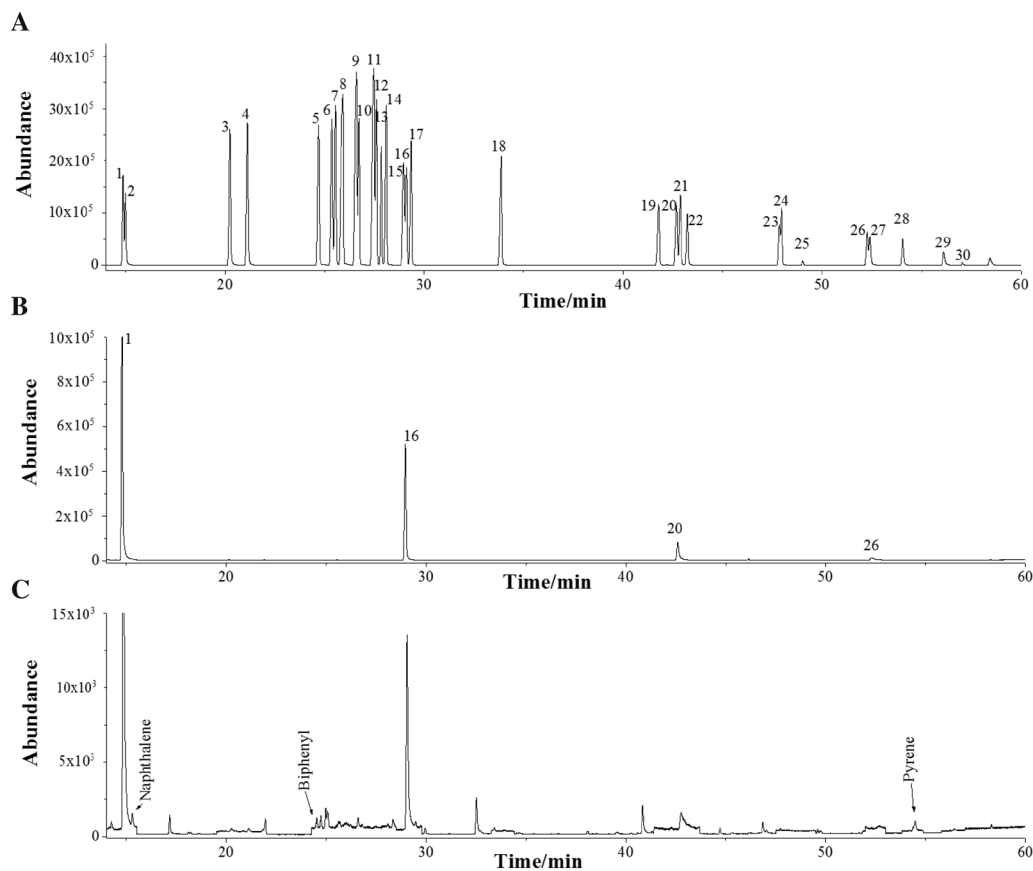 A
Abundance
40x10⁵
30x10⁵
20x10⁵
10x10⁵
0
1
2
3
4
5
6
7
8
9
10
11
12
13
14
15
16
17
18
19
20
21
22
23
24
25
26
27
28
29
30
20
30
40
50
60
Time/min
B
Abundance
10x10⁵
8x10⁵
6x10⁵
4x10⁵
2x10⁵
0
1
16
20
26
20
30
40
50
60
Time/min
C
Abundance
15x10³
10x10³
5x10³
0
Naphthalene
Biphenyl
Pyrene
20
30
40
50
60
Time/min